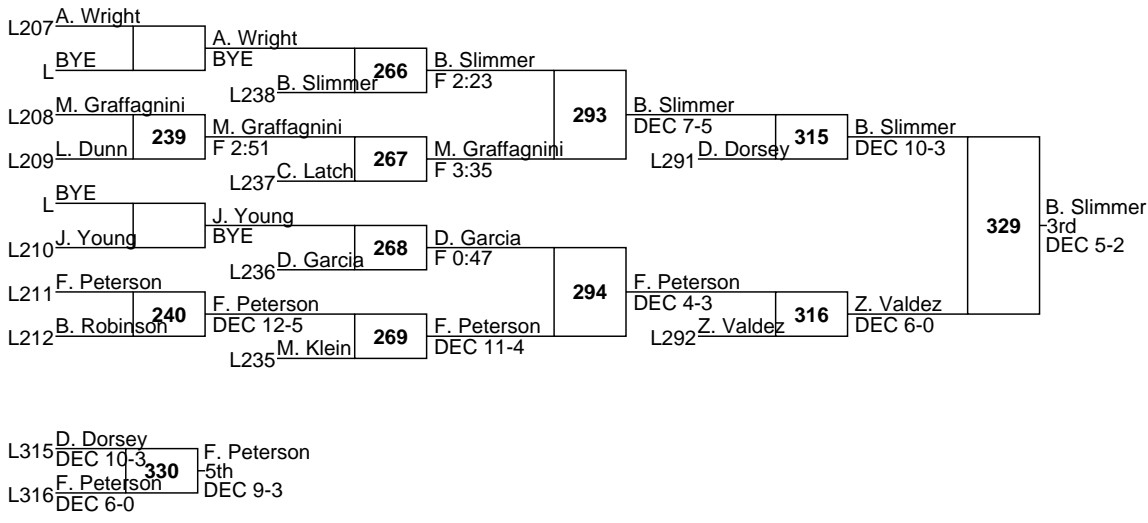 L207 A. Wright
L BYE
A. Wright
BYE
L238 B. Slimmer
266
B. Slimmer
F 2:23
L208 M. Graffagnini
L209 L. Dunn
239
M. Graffagnini
F 2:51
L237 C. Latch
267
M. Graffagnini
F 3:35
293
B. Slimmer
DEC 7-5
L291 D. Dorsey
315
B. Slimmer
DEC 10-3
L BYE
L210 J. Young
J. Young
BYE
L236 D. Garcia
268
D. Garcia
F 0:47
L211 F. Peterson
L212 B. Robinson
240
F. Peterson
DEC 12-5
L235 M. Klein
269
F. Peterson
DEC 11-4
294
F. Peterson
DEC 4-3
L292 Z. Valdez
316
Z. Valdez
DEC 6-0
329
B. Slimmer
3rd
DEC 5-2
L315 D. Dorsey
DEC 10-3
L316 F. Peterson
DEC 6-0
330
F. Peterson
5th
DEC 9-3